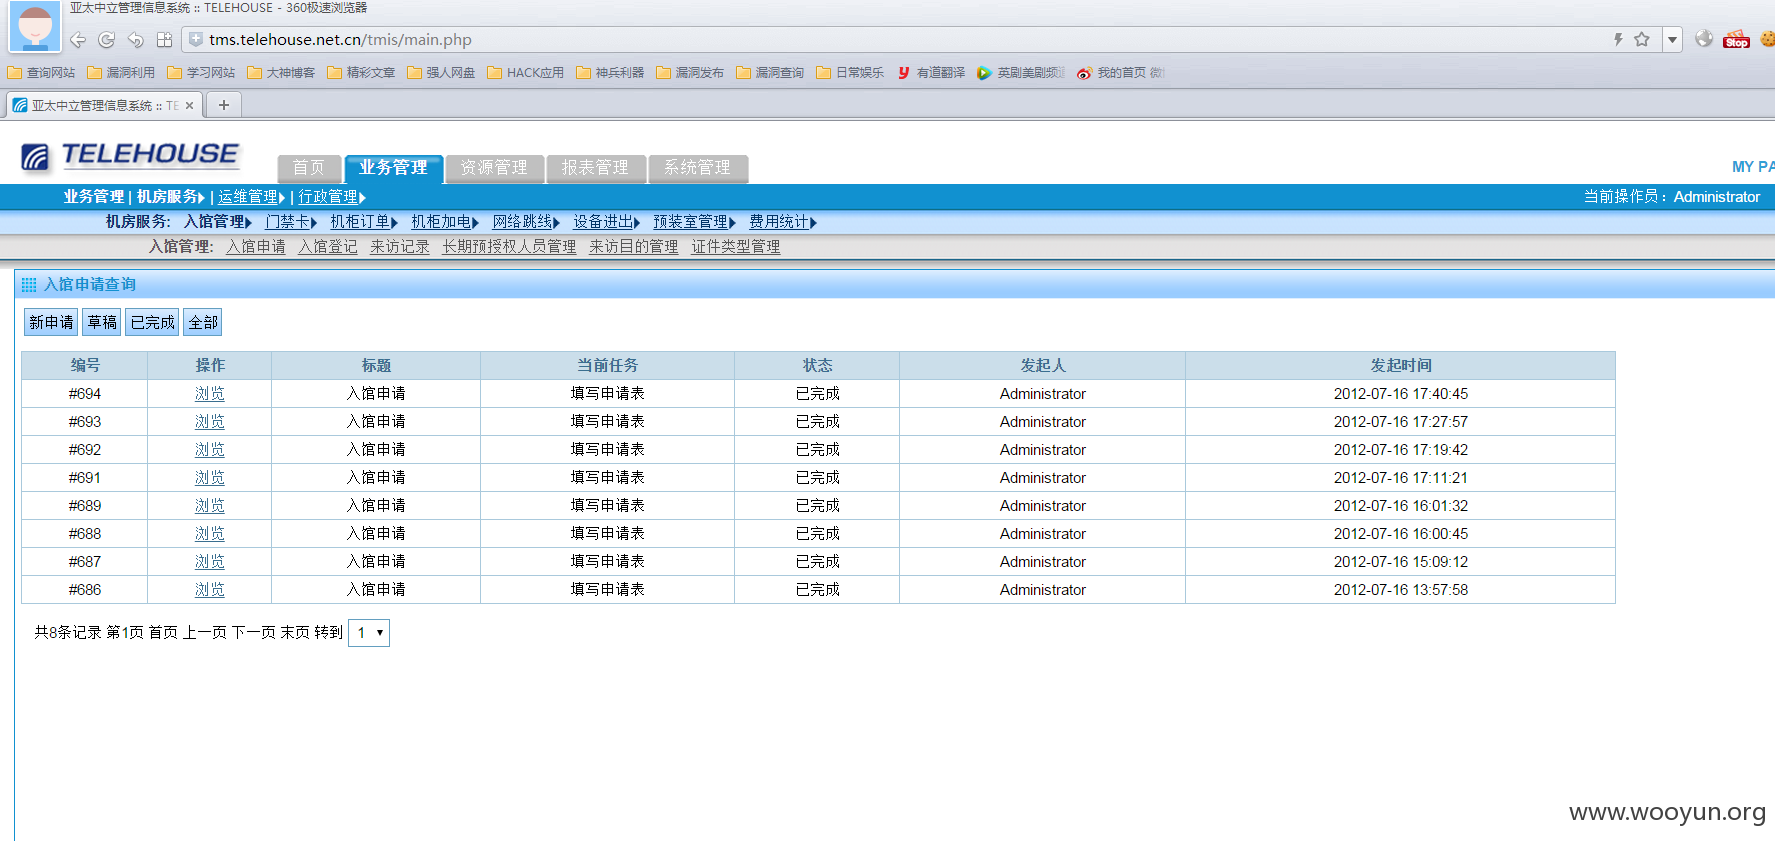 亚太中立管理信息系统 :: TELEHOUSE - 360极速浏览器
tms.telehouse.net.cn/tmis/main.php
查询网站 漏洞利用 学习网站 大神博客 精彩文章 强人网盘 HACK应用 神兵利器 漏洞发布 漏洞查询 日常娱乐 有道翻译 英剧美剧频道 我的首页 微
亚太中立管理信息系统 :: TE
TELEHOUSE 首页 业务管理 资源管理 报表管理 系统管理
MY PA
业务管理 | 机房服务 | 运维管理 | 行政管理 当前操作员： Administrator
机房服务: 入馆管理 门禁卡 机柜订单 机柜加电 网络跳线 设备进出 预装室管理 费用统计
入馆管理: 入馆申请 入馆登记 来访记录 长期预授权人员管理 来访目的管理 证件类型管理
入馆申请查询
新申请 草稿 已完成 全部
编号 操作 标题 当前任务 状态 发起人 发起时间
#694 浏览 入馆申请 填写申请表 已完成 Administrator 2012-07-16 17:40:45
#693 浏览 入馆申请 填写申请表 已完成 Administrator 2012-07-16 17:27:57
#692 浏览 入馆申请 填写申请表 已完成 Administrator 2012-07-16 17:19:42
#691 浏览 入馆申请 填写申请表 已完成 Administrator 2012-07-16 17:11:21
#689 浏览 入馆申请 填写申请表 已完成 Administrator 2012-07-16 16:01:32
#688 浏览 入馆申请 填写申请表 已完成 Administrator 2012-07-16 16:00:45
#687 浏览 入馆申请 填写申请表 已完成 Administrator 2012-07-16 15:09:12
#686 浏览 入馆申请 填写申请表 已完成 Administrator 2012-07-16 13:57:58
共8条记录 第1页 首页 上一页 下一页 末页 转到 1
www.wooyun.org
Stop